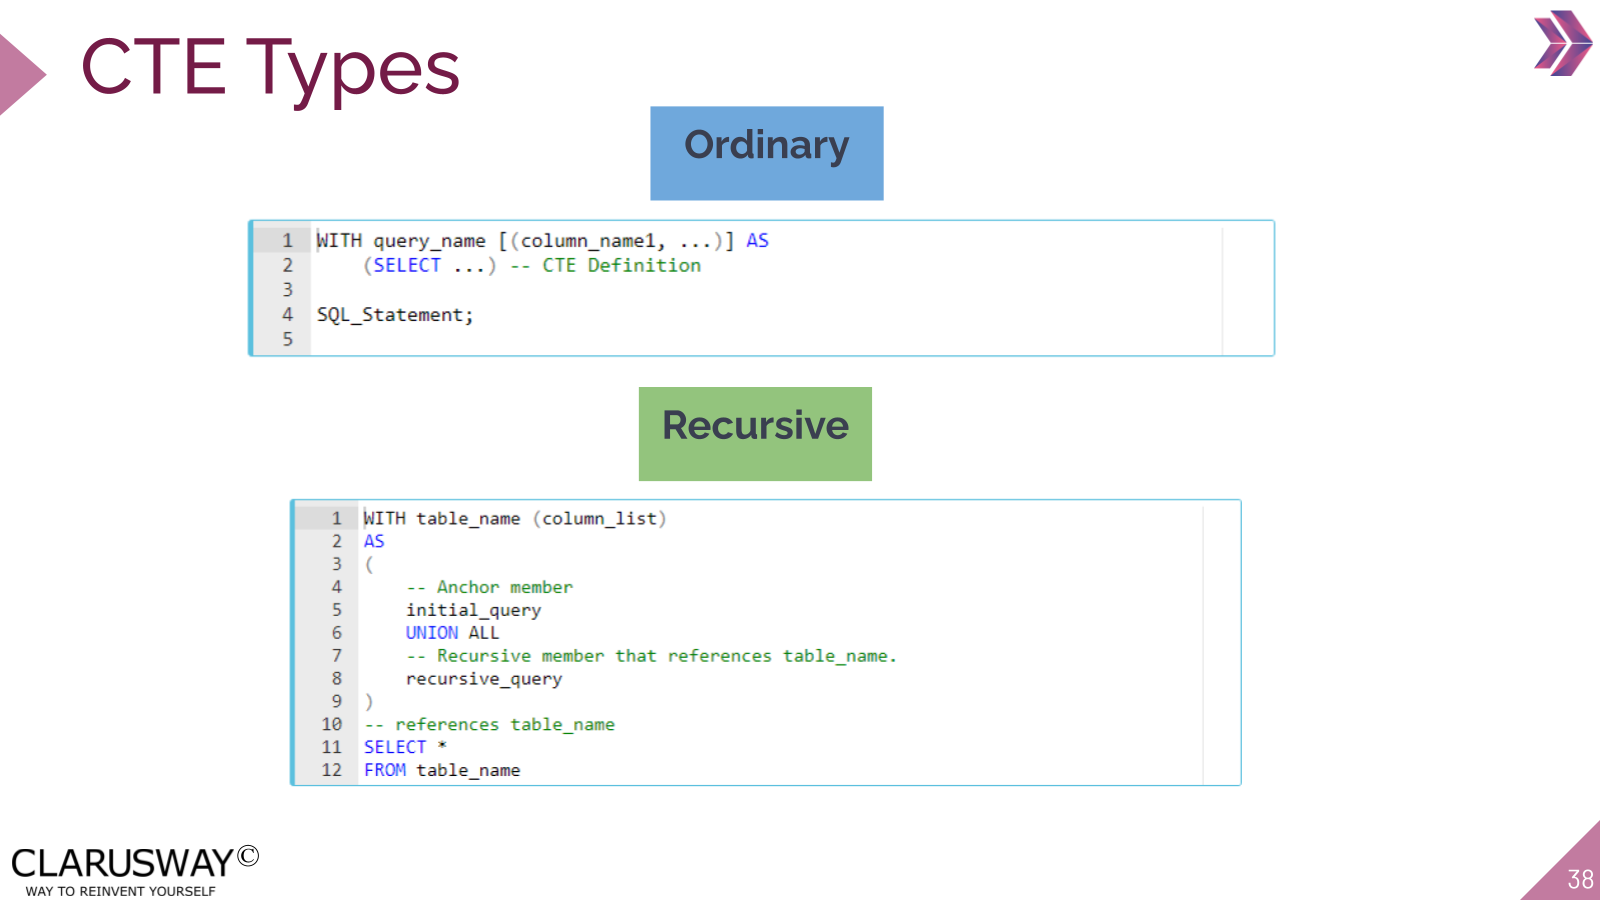 CTE Types
Ordinary
1 WITH query_name [(column_name1, ...)] AS
2     (SELECT ...) -- CTE Definition
3
4 SQL_Statement;
5
Recursive
1 WITH table_name (column_list)
2 AS
3 (
4     -- Anchor member
5     initial_query
6     UNION ALL
7     -- Recursive member that references table_name.
8     recursive_query
9 )
10 -- references table_name
11 SELECT *
12 FROM table_name
CLARUSWAY©
WAY TO REINVENT YOURSELF
38